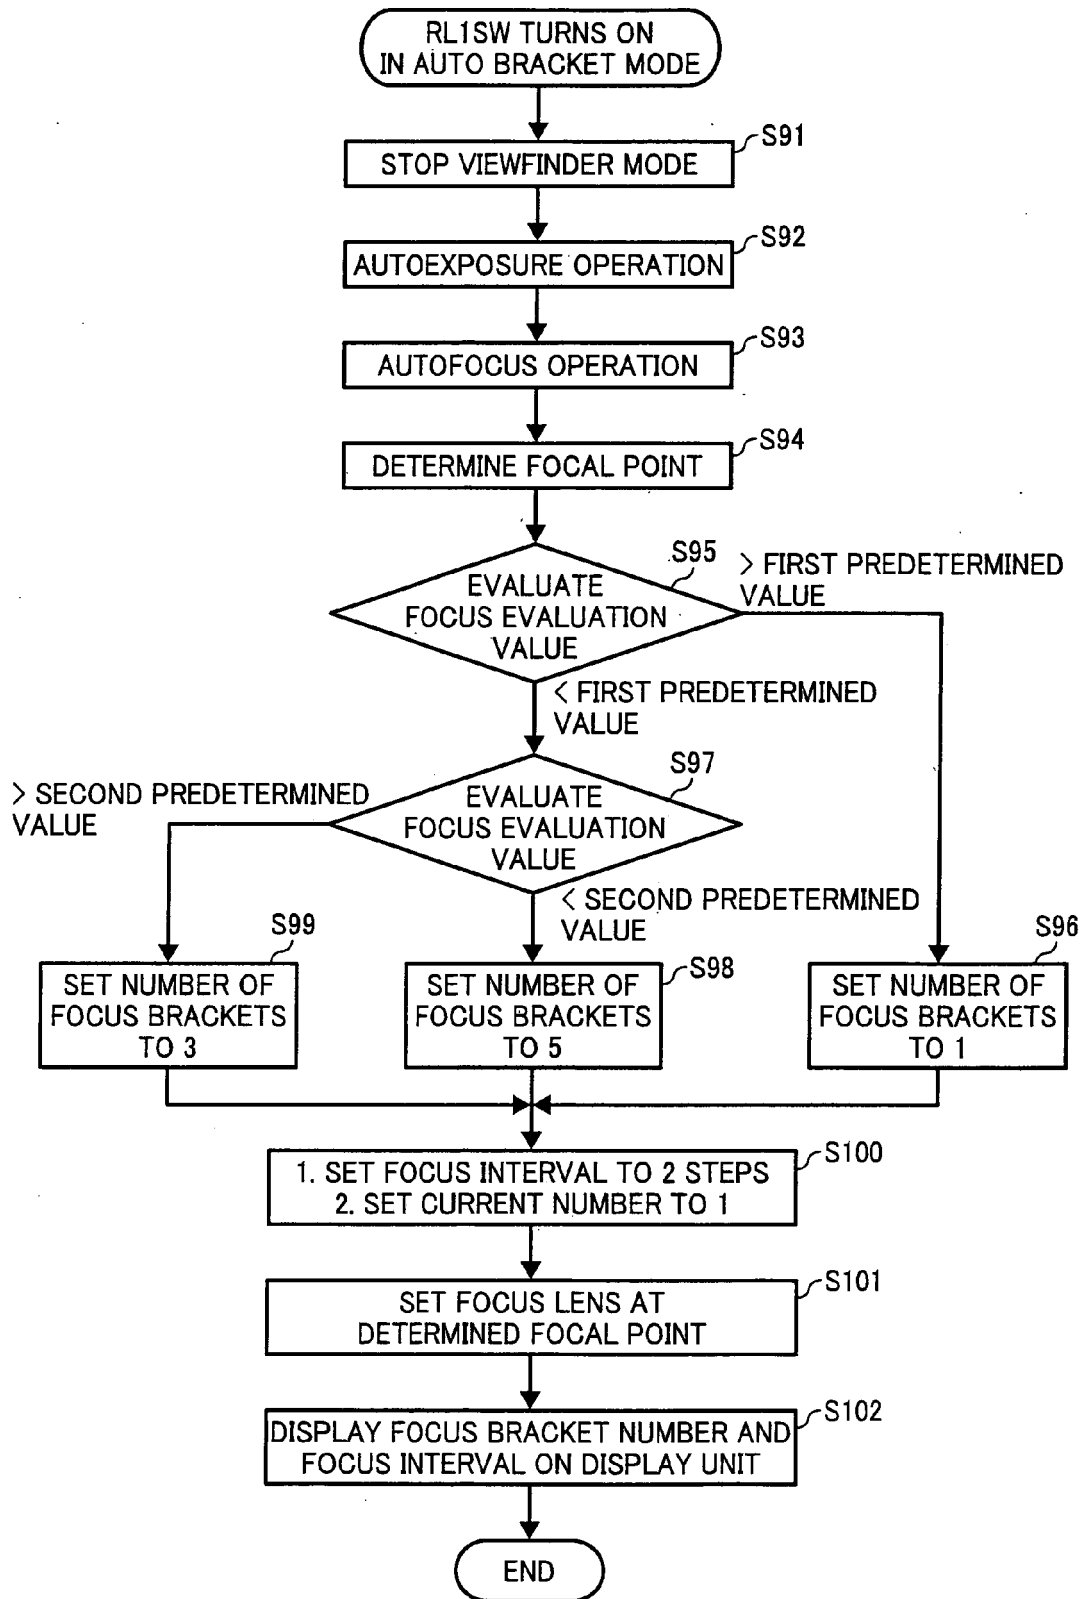 RL1SW TURNS ON
IN AUTO BRACKET MODE
S91
STOP VIEWFINDER MODE
S92
AUTOEXPOSURE OPERATION
S93
AUTOFOCUS OPERATION
S94
DETERMINE FOCAL POINT
S95
EVALUATE
FOCUS EVALUATION
VALUE
> FIRST PREDETERMINED
VALUE
< FIRST PREDETERMINED
VALUE
S97
EVALUATE
FOCUS EVALUATION
VALUE
> SECOND PREDETERMINED
VALUE
< SECOND PREDETERMINED
VALUE
S99
SET NUMBER OF
FOCUS BRACKETS
TO 3
S98
SET NUMBER OF
FOCUS BRACKETS
TO 5
S96
SET NUMBER OF
FOCUS BRACKETS
TO 1
S100
1. SET FOCUS INTERVAL TO 2 STEPS
2. SET CURRENT NUMBER TO 1
S101
SET FOCUS LENS AT
DETERMINED FOCAL POINT
S102
DISPLAY FOCUS BRACKET NUMBER AND
FOCUS INTERVAL ON DISPLAY UNIT
END